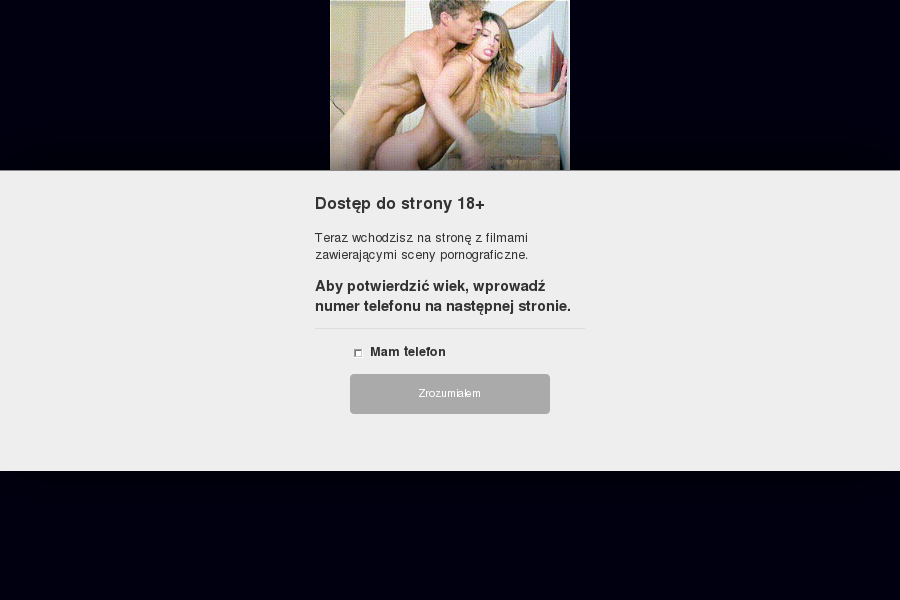 Dostęp do strony 18+
Teraz wchodzisz na stronę z filmami
zawierającymi sceny pornograficzne.
Aby potwierdzić wiek, wprowadź
numer telefonu na następnej stronie.
Mam telefon
Zrozumiałem